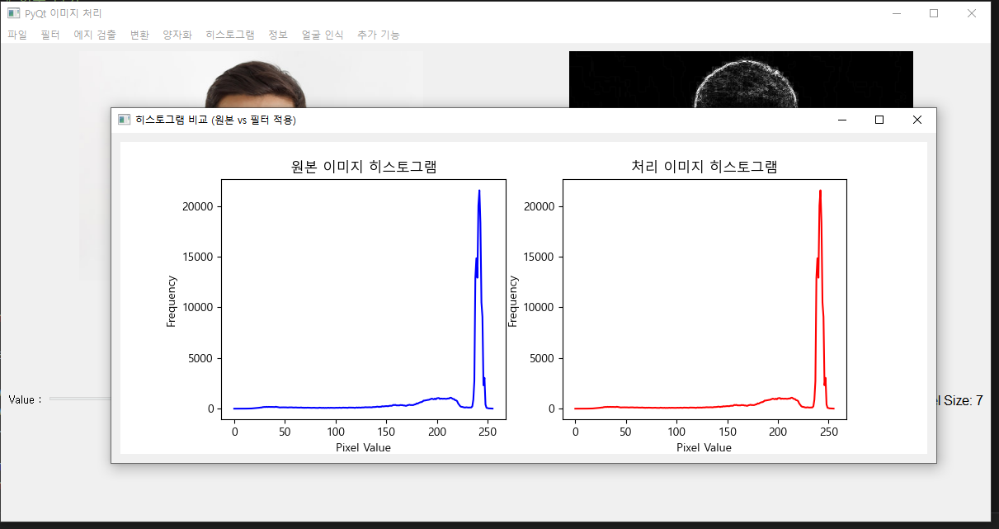 PyQt 이미지 처리
파일 필터 에지 검출 변환 양자화 히스토그램 정보 얼굴 인식 추가 기능
히스토그램 비교 (원본 vs 필터 적용)
원본 이미지 히스토그램
20000
15000
10000
5000
0
Frequency
0 50 100 150 200 250
Pixel Value
처리 이미지 히스토그램
20000
15000
10000
5000
0
Frequency
0 50 100 150 200 250
Pixel Value
Value :
el Size: 7